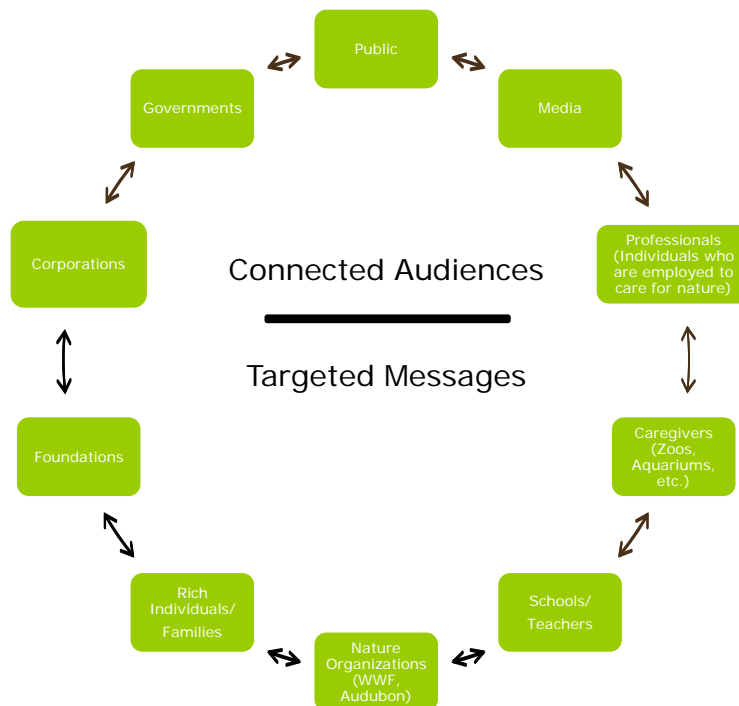 Public
Governments
Media
Corporations
Professionals
(Individuals who
are employed to
care for nature)
Connected Audiences
Targeted Messages
Foundations
Caregivers
(Zoos,
Aquariums,
etc.)
Rich
Individuals/
Families
Schools/
Teachers
Nature
Organizations
(WWF,
Audubon)